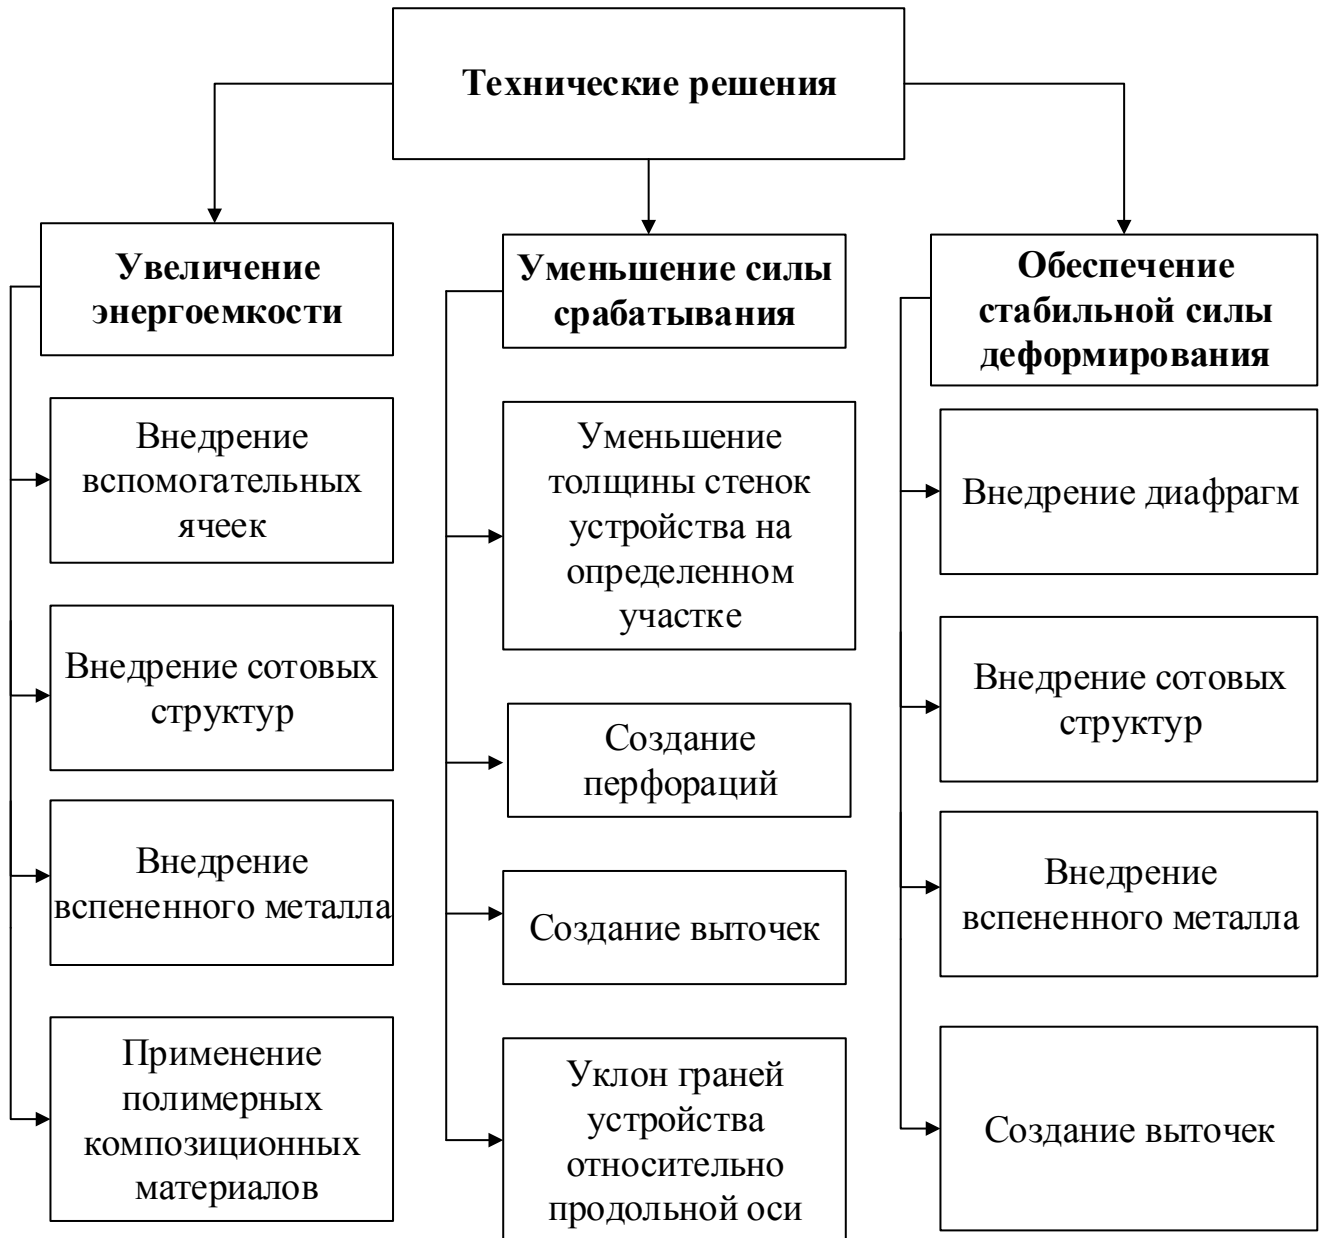 Технические решения
Увеличение
энергоемкости
Внедрение
вспомогательных
ячеек
Внедрение сотовых
структур
Внедрение
вспененного металла
Применение
полимерных
композиционных
материалов
Уменьшение силы
срабатывания
Уменьшение
толщины стенок
устройства на
определенном
участке
Создание
перфораций
Создание выточек
Уклон граней
устройства
относительно
продольной оси
Обеспечение
стабильной силы
деформирования
Внедрение диафрагм
Внедрение сотовых
структур
Внедрение
вспененного металла
Создание выточек